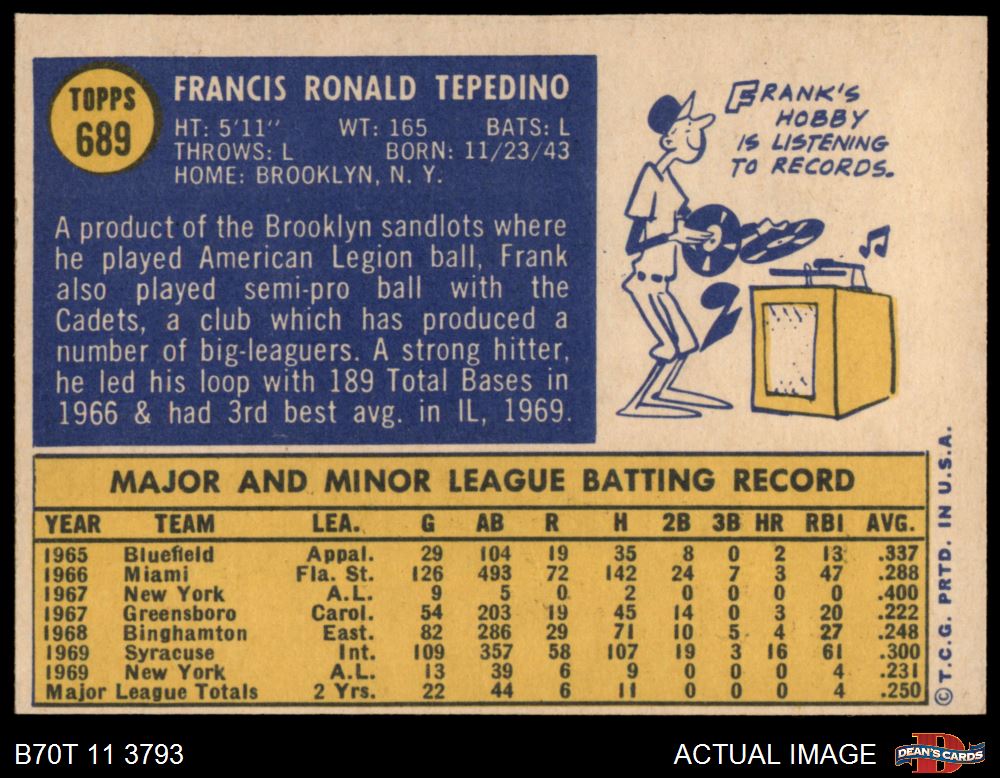 TOPPS
689
FRANCIS RONALD TEPEDINO
HT: 5'11" WT: 165 BATS: L
THROWS: L BORN: 11/23/43
HOME: BROOKLYN, N. Y.
A product of the Brooklyn sandlots where
he played American Legion ball, Frank
also played semi-pro ball with the
Cadets, a club which has produced a
number of big-leaguers. A strong hitter,
he led his loop with 189 Total Bases in
1966 & had 3rd best avg. in IL, 1969.
FRANK'S
HOBBY
IS LISTENING
TO RECORDS.
MAJOR AND MINOR LEAGUE BATTING RECORD
YEAR TEAM LEA. G AB R H 2B 3B HR RBI AVG.
1965 Bluefield Appal. 29 104 19 35 8 0 2 13 .337
1966 Miami Fla. St. 126 493 72 142 24 7 3 47 .288
1967 New York A.L. 9 5 0 2 0 0 0 0 .400
1967 Greensboro Carol. 54 203 19 45 14 0 3 20 .222
1968 Binghamton East. 82 286 29 71 10 5 4 27 .248
1969 Syracuse Int. 109 357 58 107 19 3 16 61 .300
1969 New York A.L. 13 39 6 9 0 0 0 4 .231
Major League Totals 2 Yrs. 22 44 6 11 0 0 0 4 .250
© T.C.G. PRTD. IN U.S.A.
B70T 11 3793
ACTUAL IMAGE
DEAN'S CARDS